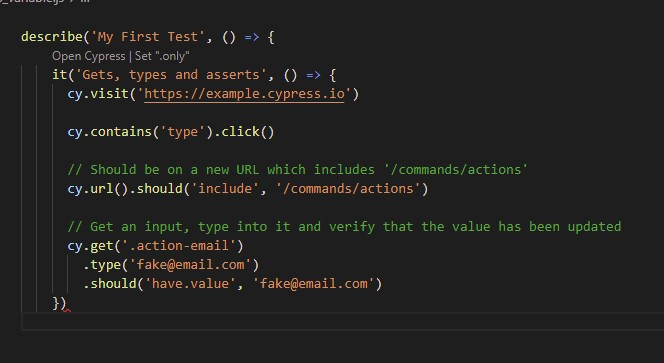 describe('My First Test', () => {
Open Cypress | Set ".only"
it('Gets, types and asserts', () => {
cy.visit('https://example.cypress.io')
cy.contains('type').click()
// Should be on a new URL which includes '/commands/actions'
cy.url().should('include', '/commands/actions')
// Get an input, type into it and verify that the value has been updated
cy.get('.action-email')
.type('fake@email.com')
.should('have.value', 'fake@email.com')
})